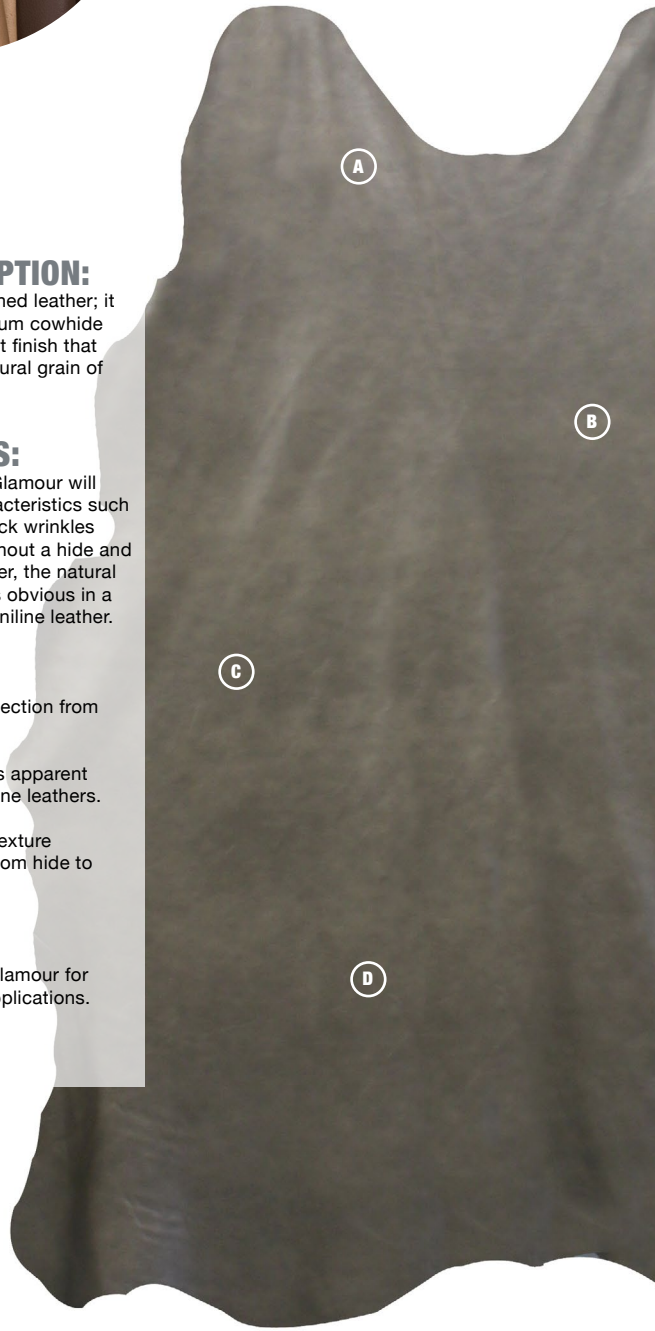 PTION:
ned leather; it
um cowhide
t finish that
ural grain of
S:
Glamour will
acteristics such
ck wrinkles
hout a hide and
er, the natural
s obvious in a
niline leather.
ection from
s apparent
ne leathers.
exture
om hide to
lamour for
plications.
A
B
C
D